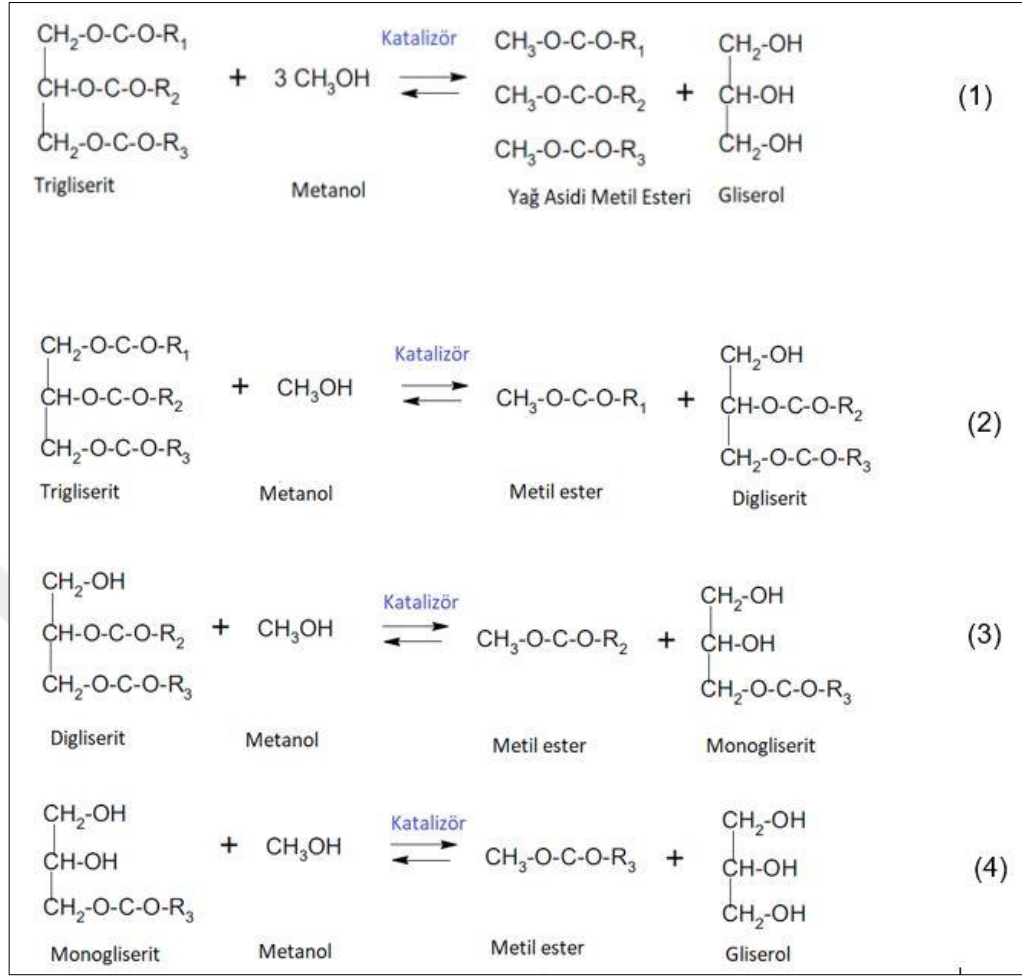 CH₂-O-C-O-R₁ Katalizör CH₃-O-C-O-R₁ CH₂-OH
CH-O-C-O-R₂ + 3 CH₃OH CH₃-O-C-O-R₂ + CH-OH (1)
CH₂-O-C-O-R₃ CH₃-O-C-O-R₃ CH₂-OH
Trigliserit Metanol Yağ Asidi Metil Esteri Gliserol
CH₂-O-C-O-R₁ Katalizör CH₂-OH
CH-O-C-O-R₂ + CH₃OH CH₃-O-C-O-R₁ + CH-O-C-O-R₂ (2)
CH₂-O-C-O-R₃ CH₂-O-C-O-R₃
Trigliserit Metanol Metil ester Digliserit
CH₂-OH Katalizör CH₂-OH
CH-O-C-O-R₂ + CH₃OH CH₃-O-C-O-R₂ + CH-OH (3)
CH₂-O-C-O-R₃ CH₂-O-C-O-R₃
Digliserit Metanol Metil ester Monogliserit
CH₂-OH Katalizör CH₂-OH
CH-OH + CH₃OH CH₃-O-C-O-R₃ + CH-OH (4)
CH₂-O-C-O-R₃ CH₂-OH
Monogliserit Metanol Metil ester Gliserol